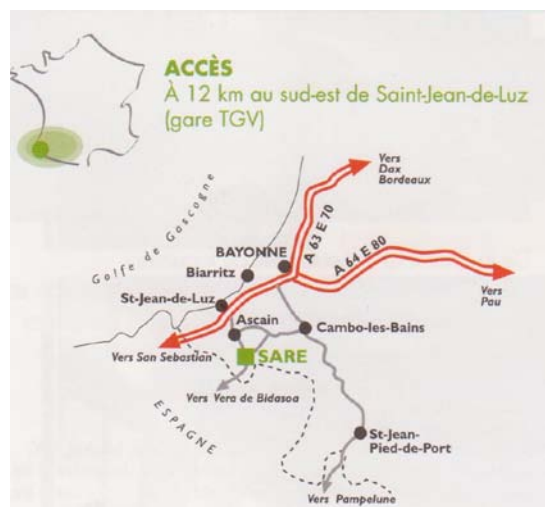 ACCÈS
À 12 km au sud-est de Saint-Jean-de-Luz
(gare TGV)
Vers
Dax
Bordeaux
Golfe de Gascogne
A 63 E 70
BAYONNE
A 64 E 80
Biarritz
Vers
Pau
St-Jean-de-Luz
Ascain
Cambo-les-Bains
Vers San Sebastian
SARE
Vers Vera de Bidasoa
ESPAGNE
St-Jean-
Pied-de-Port
Vers Pampelune